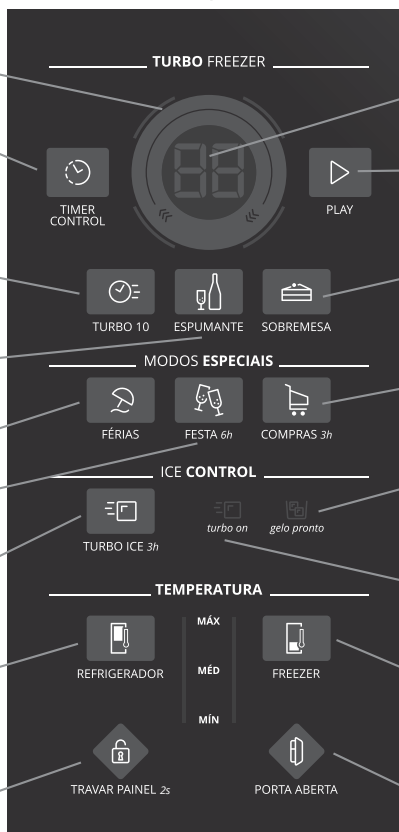 TURBO FREEZER
88
TIMER
CONTROL
PLAY
TURBO 10
ESPUMANTE
SOBREMESA
MODOS ESPECIAIS
FÉRIAS
FESTA 6h
COMPRAS 3h
ICE CONTROL
TURBO ICE 3h
turbo on
gelo pronto
TEMPERATURA
MÁX
REFRIGERADOR
MÉD
FREEZER
MÍN
TRAVAR PAINEL 2s
PORTA ABERTA